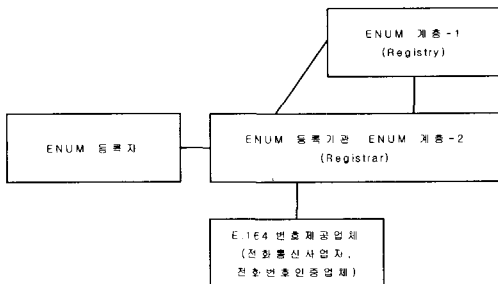 ENUM 계층-1
(Registry)
ENUM 등록자
ENUM 등록기관 ENUM 계층-2
(Registrar)
E.164 번호제공업체
(전화통신사업자,
전화번호인증업체)